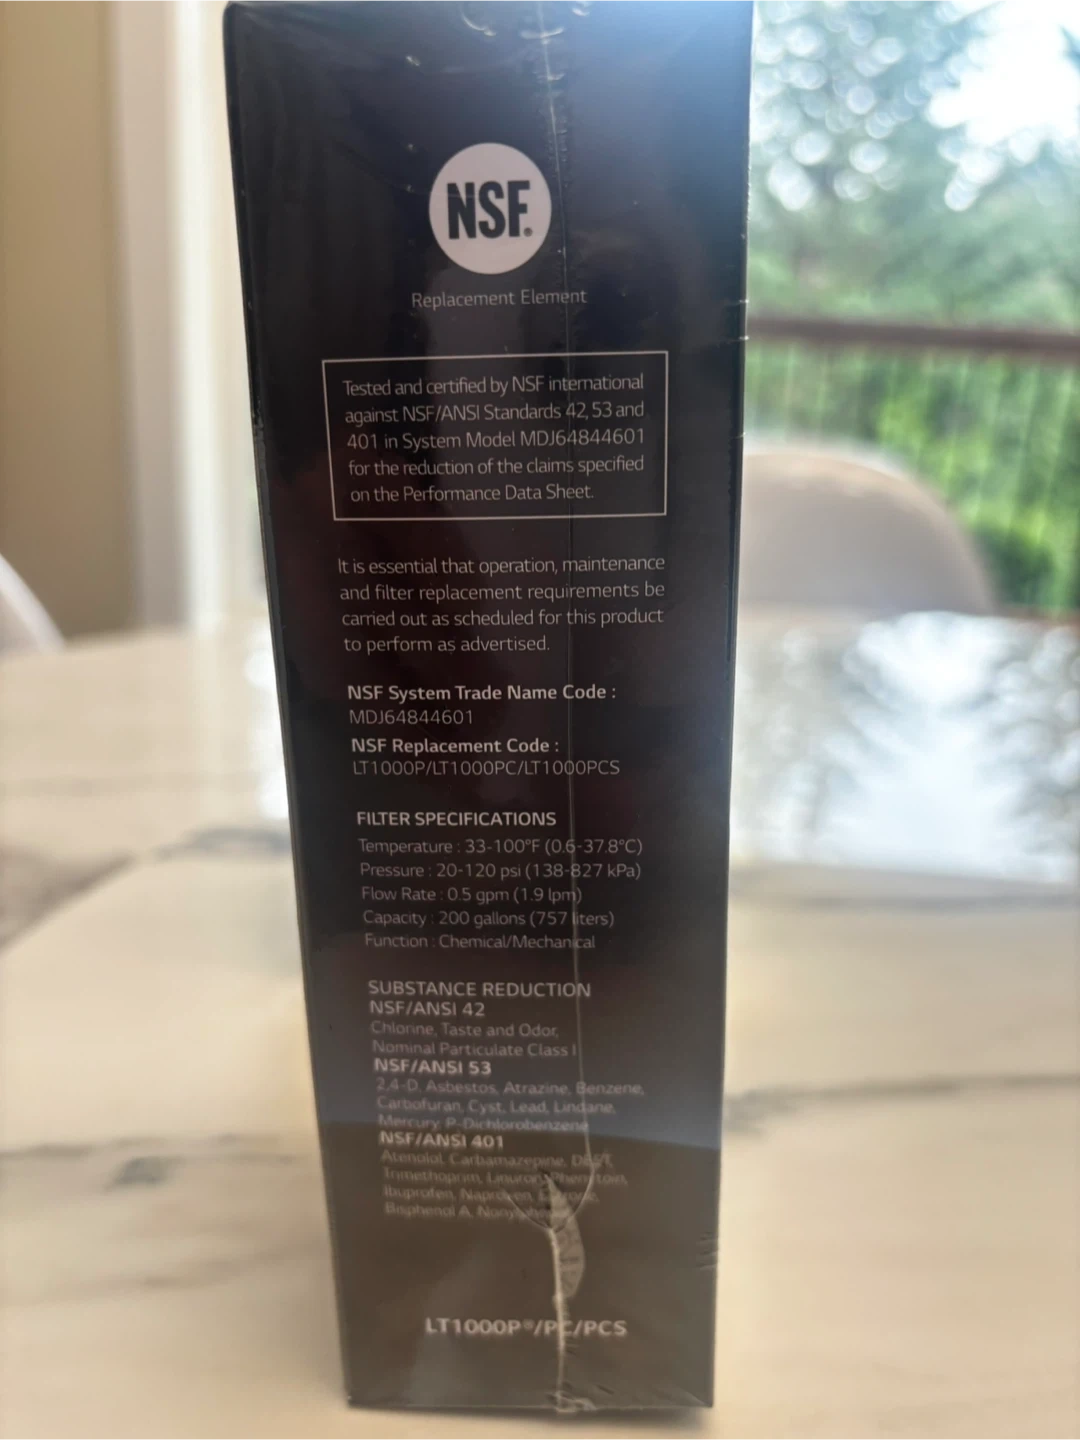 NSF®
Replacement Element
Tested and certified by NSF international
against NSF/ANSI Standards 42, 53 and
401 in System Model MDJ64844601
for the reduction of the claims specified
on the Performance Data Sheet.
It is essential that operation, maintenance
and filter replacement requirements be
carried out as scheduled for this product
to perform as advertised.
NSF System Trade Name Code :
MDJ64844601
NSF Replacement Code :
LT1000P/LT1000PC/LT1000PCS
FILTER SPECIFICATIONS
Temperature : 33-100°F (0.6-37.8°C)
Pressure : 20-120 psi (138-827 kPa)
Flow Rate : 0.5 gpm (1.9 lpm)
Capacity : 200 gallons (757 liters)
Function : Chemical/Mechanical
SUBSTANCE REDUCTION
NSF/ANSI 42
Chlorine, Taste and Odor,
Nominal Particulate Class I
NSF/ANSI 53
2,4-D, Asbestos, Atrazine, Benzene,
Carbofuran, Cyst, Lead, Lindane,
Mercury, P-Dichlorobenzene
NSF/ANSI 401
Atenolol, Carbamazepine, DEET,
Trimethoprim, Linuron, Phenytoin,
Ibuprofen, Naproxen, Estrone,
Bisphenol A,
LT1000P®/PC/PCS